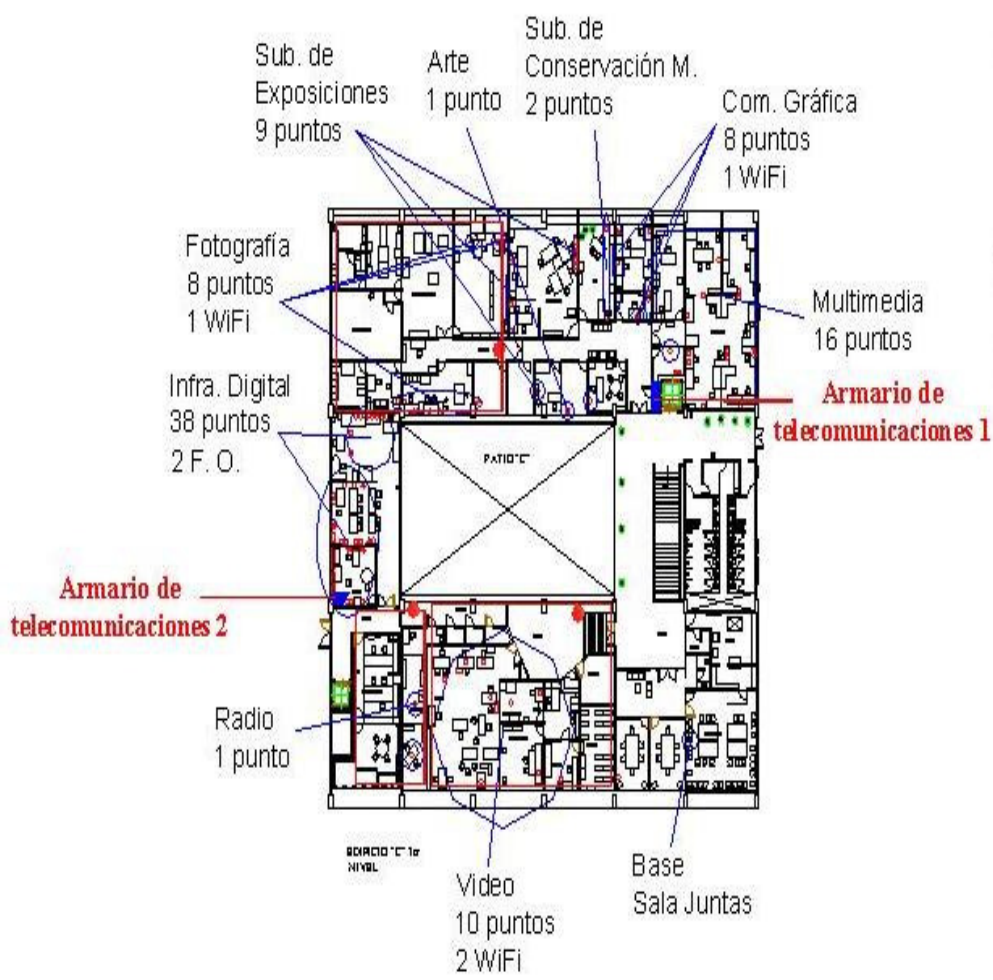 Sub. de
Exposiciones
9 puntos
Arte
1 punto
Sub. de
Conservación M.
2 puntos
Com. Gráfica
8 puntos
1 WiFi
Fotografía
8 puntos
1 WiFi
Multimedia
16 puntos
Infra. Digital
38 puntos
2 F. O.
Armario de
telecomunicaciones 1
Armario de
telecomunicaciones 2
Radio
1 punto
NIVEL
Video
10 puntos
2 WiFi
Base
Sala Juntas